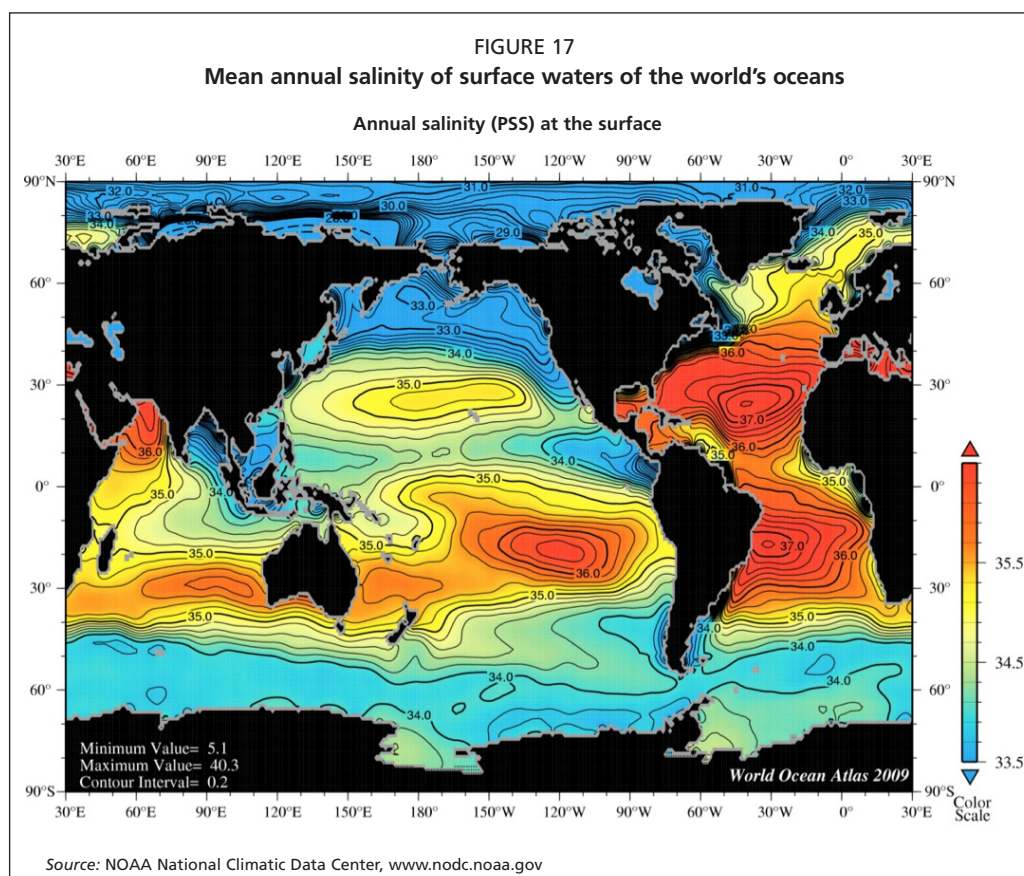 FIGURE 17
Mean annual salinity of surface waters of the world's oceans
Annual salinity (PSS) at the surface
30°E 60°E 90°E 120°E 150°E 180° 150°W 120°W 90°W 60°W 30°W 0° 30°E
90°N 90°N
32.0 31.0 31.0 32.0
33.0 30.0 33.0
34.0 29.0 34.0 35.0
60° 60°
33.0
33.0
34.0 36.0
30° 35.0 30°
37.0
36.0 34.0 35.0 36.0
35.0 34.0 35.0 35.0
0° 0°
35.0 35.0 36.0 37.0 36.0
30° 35.0 30°
35.0 35.0
34.0 34.0
34.0 34.0
60° 60°
34.0
Minimum Value= 5.1
Maximum Value= 40.3
Contour Interval= 0.2
World Ocean Atlas 2009
90°S 90°S
30°E 60°E 90°E 120°E 150°E 180° 150°W 120°W 90°W 60°W 30°W 0° 30°E
35.5
34.5
33.5
Color
Scale
Source: NOAA National Climatic Data Center, www.nodc.noaa.gov